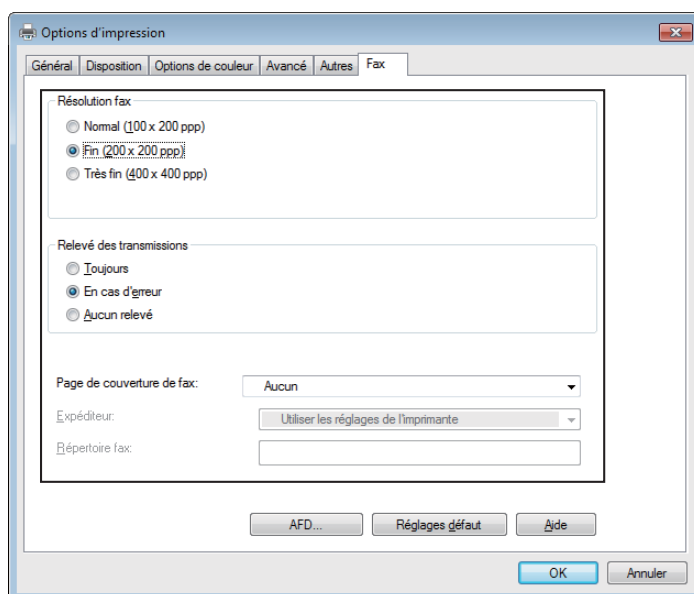 Options d'impression
Général Disposition Options de couleur Avancé Autres Fax
Résolution fax
Normal (100 x 200 ppp)
Fin (200 x 200 ppp)
Très fin (400 x 400 ppp)
Relevé des transmissions
Toujours
En cas d'erreur
Aucun relevé
Page de couverture de fax: Aucun
Expéditeur: Utiliser les réglages de l'imprimante
Répertoire fax:
AFD... Réglages défaut Aide
OK Annuler